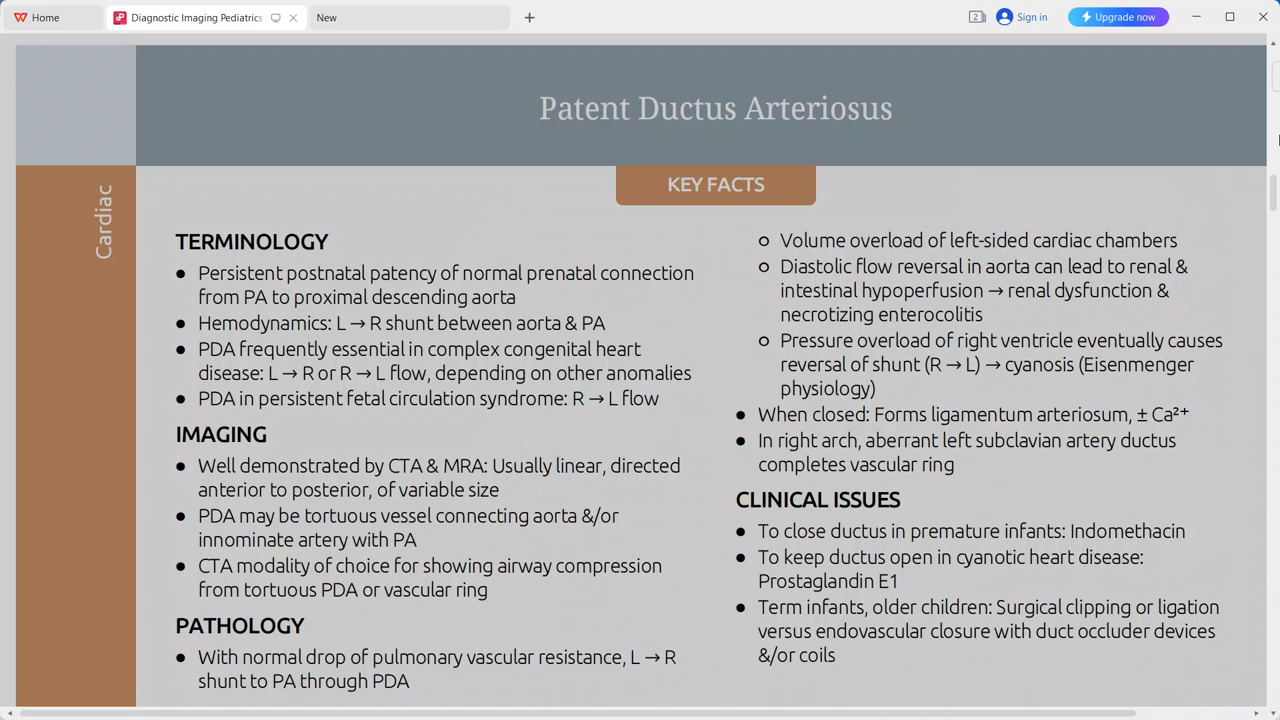 Home
Diagnostic Imaging Pediatrics
New
2
Sign in
Upgrade now
Patent Ductus Arteriosus
Cardiac
KEY FACTS
TERMINOLOGY
● Persistent postnatal patency of normal prenatal connection
from PA to proximal descending aorta
● Hemodynamics: L → R shunt between aorta & PA
● PDA frequently essential in complex congenital heart
disease: L → R or R → L flow, depending on other anomalies
● PDA in persistent fetal circulation syndrome: R → L flow
IMAGING
● Well demonstrated by CTA & MRA: Usually linear, directed
anterior to posterior, of variable size
● PDA may be tortuous vessel connecting aorta &/or
innominate artery with PA
● CTA modality of choice for showing airway compression
from tortuous PDA or vascular ring
PATHOLOGY
● With normal drop of pulmonary vascular resistance, L → R
shunt to PA through PDA
○ Volume overload of left-sided cardiac chambers
○ Diastolic flow reversal in aorta can lead to renal &
intestinal hypoperfusion → renal dysfunction &
necrotizing enterocolitis
○ Pressure overload of right ventricle eventually causes
reversal of shunt (R → L) → cyanosis (Eisenmenger
physiology)
● When closed: Forms ligamentum arteriosum, ± Ca²⁺
● In right arch, aberrant left subclavian artery ductus
completes vascular ring
CLINICAL ISSUES
● To close ductus in premature infants: Indomethacin
● To keep ductus open in cyanotic heart disease:
Prostaglandin E1
● Term infants, older children: Surgical clipping or ligation
versus endovascular closure with duct occluder devices
&/or coils